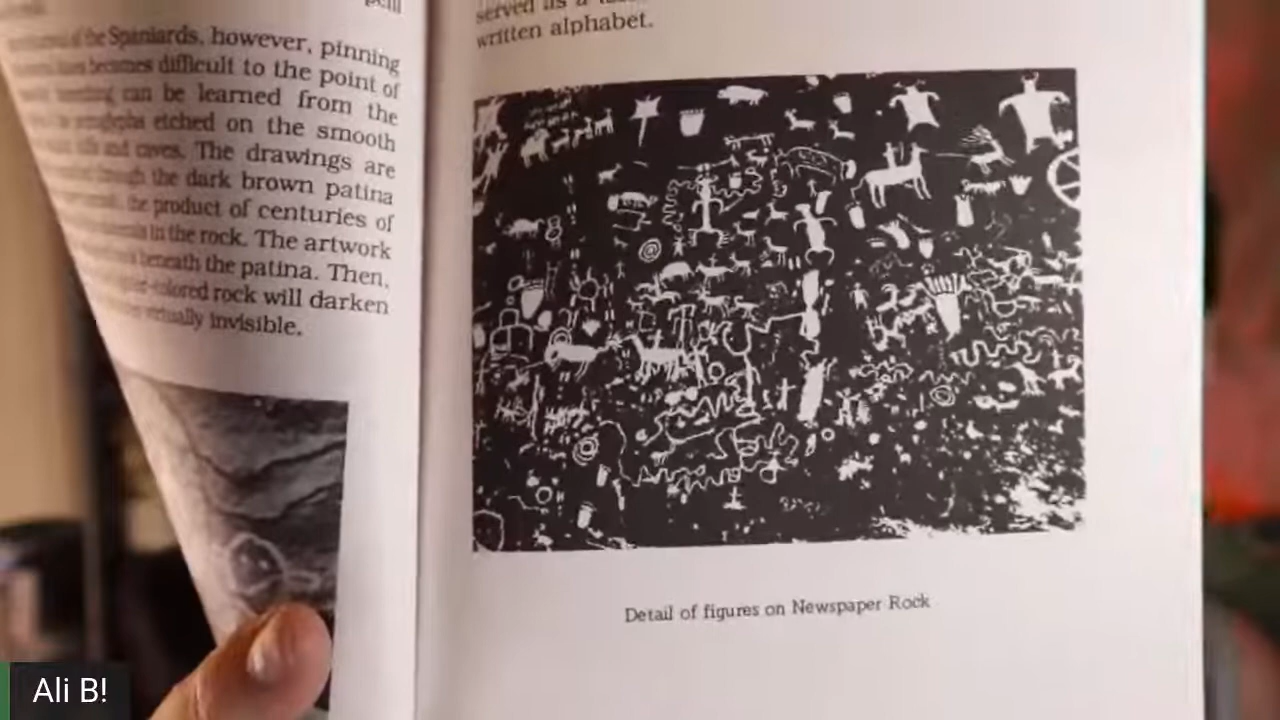 of the Spaniards, however, pinning
becomes difficult to the point of
can be learned from the
etched on the smooth
and caves. The drawings are
through the dark brown patina
the product of centuries of
in the rock. The artwork
beneath the patina. Then,
colored rock will darken
virtually invisible.
served as a
written alphabet.
Detail of figures on Newspaper Rock
Ali B!